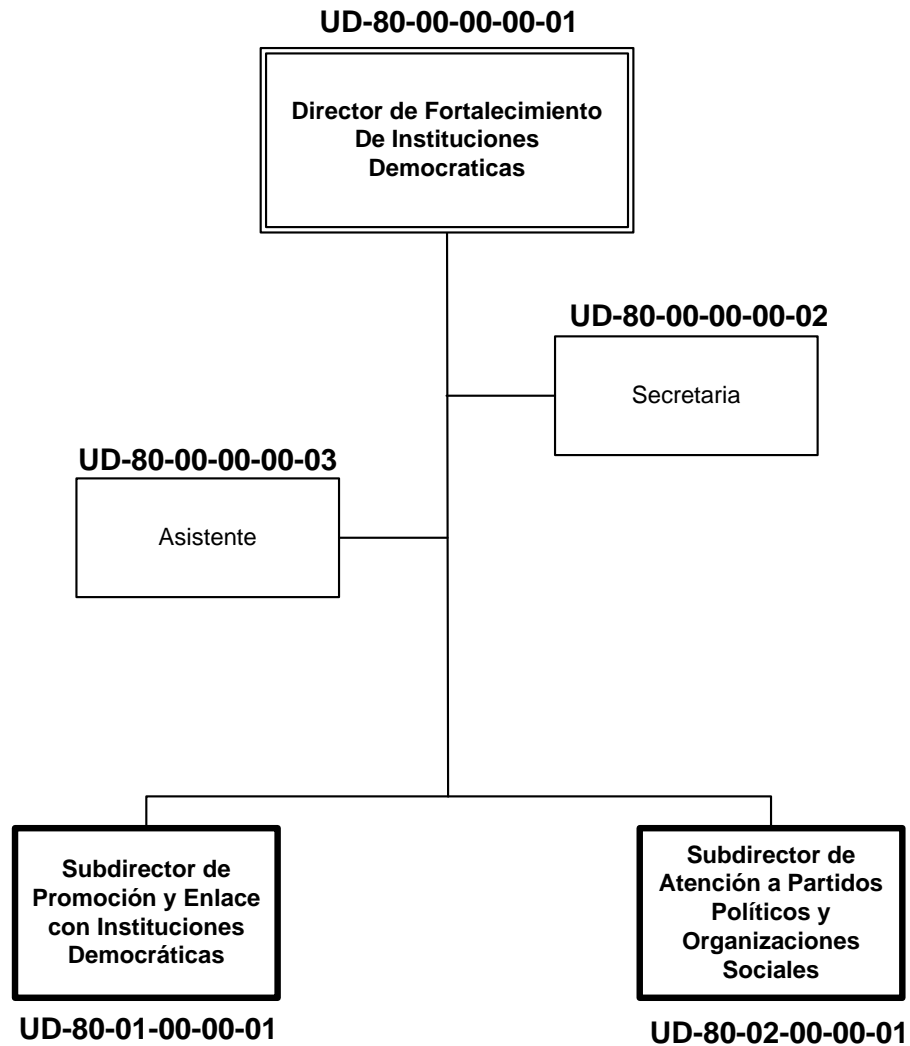 UD-80-00-00-00-01
Director de Fortalecimiento
De Instituciones
Democraticas
UD-80-00-00-00-02
Secretaria
UD-80-00-00-00-03
Asistente
Subdirector de
Promoción y Enlace
con Instituciones
Democráticas
UD-80-01-00-00-01
Subdirector de
Atención a Partidos
Políticos y
Organizaciones
Sociales
UD-80-02-00-00-01